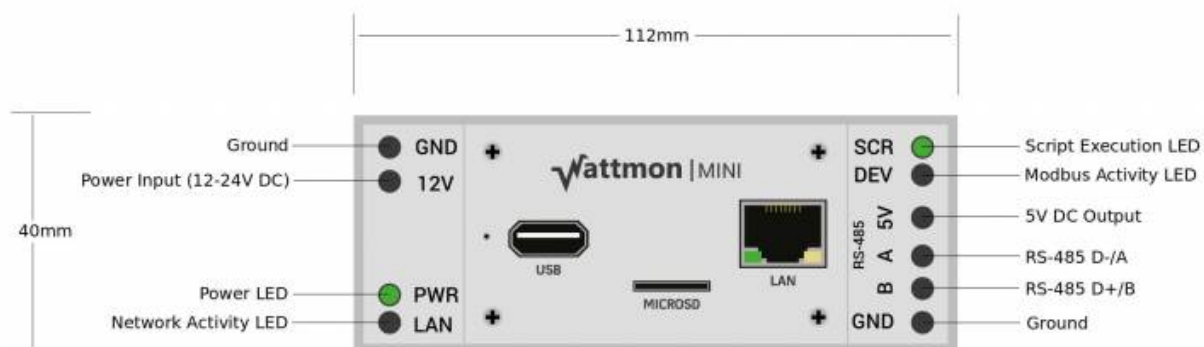 112mm
40mm
Ground
Power Input (12-24V DC)
Power LED
Network Activity LED
GND
12V
PWR
LAN
Wattmon | MINI
USB
MICROSD
LAN
SCR
DEV
RS-485
5V
A
B
GND
Script Execution LED
Modbus Activity LED
5V DC Output
RS-485 D-/A
RS-485 D+/B
Ground